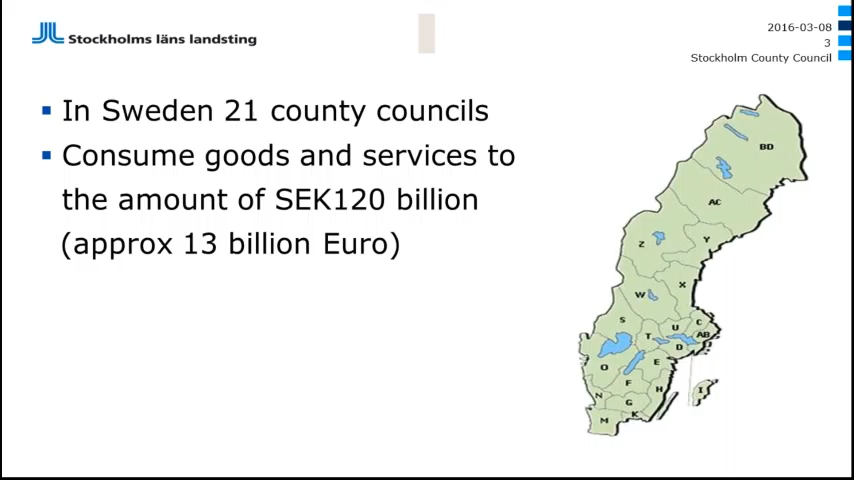 Stockholms läns landsting
2016-03-08
3
Stockholm County Council
In Sweden 21 county councils
Consume goods and services to
the amount of SEK120 billion
(approx 13 billion Euro)
BD
AC
Z
Y
X
W
S
C
U
T
AB
D
E
O
F
H
I
N
G
K
M